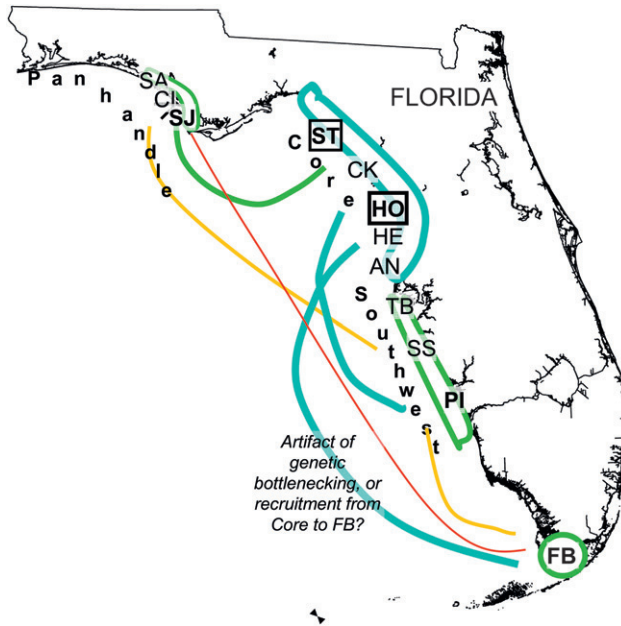 Panhandle
SA
CI
SJ
FLORIDA
ST
Core
CK
HO
HE
AN
Southwest
TB
SS
PI
Artifact of
genetic
bottlenecking, or
recruitment from
Core to FB?
FB